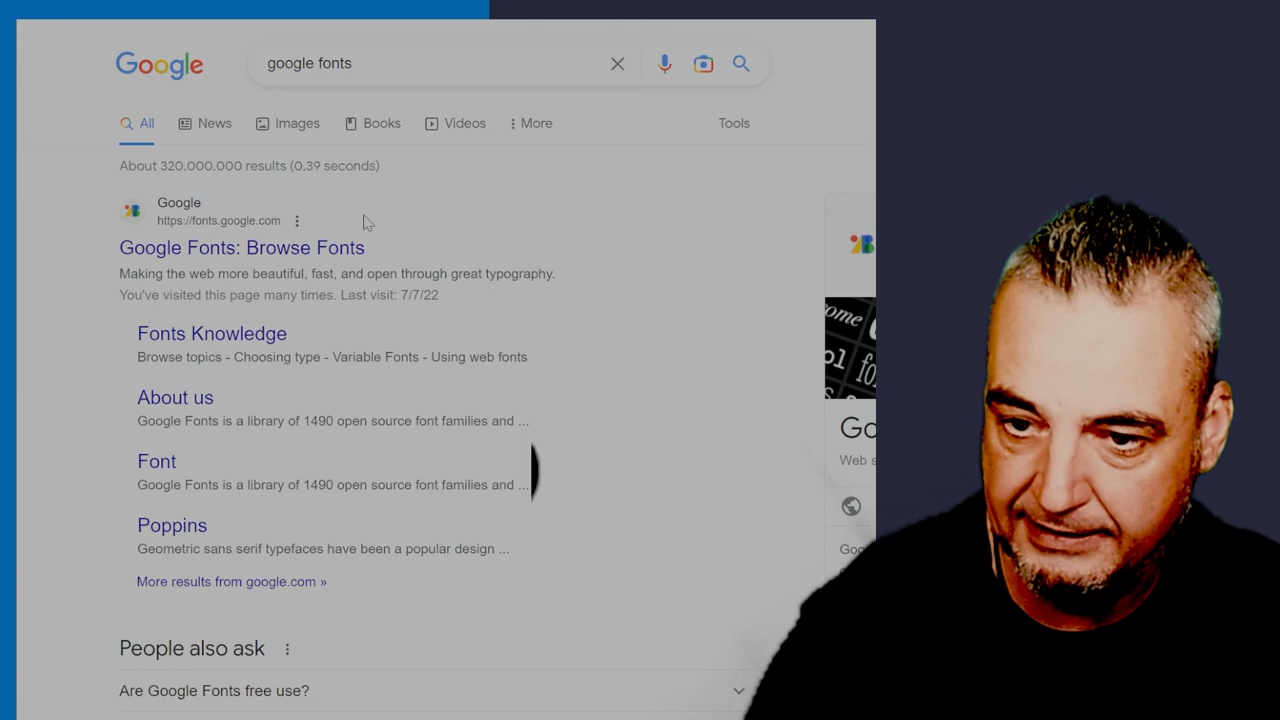 Google
google fonts
All
News
Images
Books
Videos
More
Tools
About 320.000.000 results (0,39 seconds)
Google
https://fonts.google.com
Google Fonts: Browse Fonts
Making the web more beautiful, fast, and open through great typography.
You've visited this page many times. Last visit: 7/7/22
Fonts Knowledge
Browse topics - Choosing type - Variable Fonts - Using web fonts
About us
Google Fonts is a library of 1490 open source font families and ...
Font
Google Fonts is a library of 1490 open source font families and ...
Poppins
Geometric sans serif typefaces have been a popular design ...
More results from google.com »
People also ask
Are Google Fonts free use?
Web